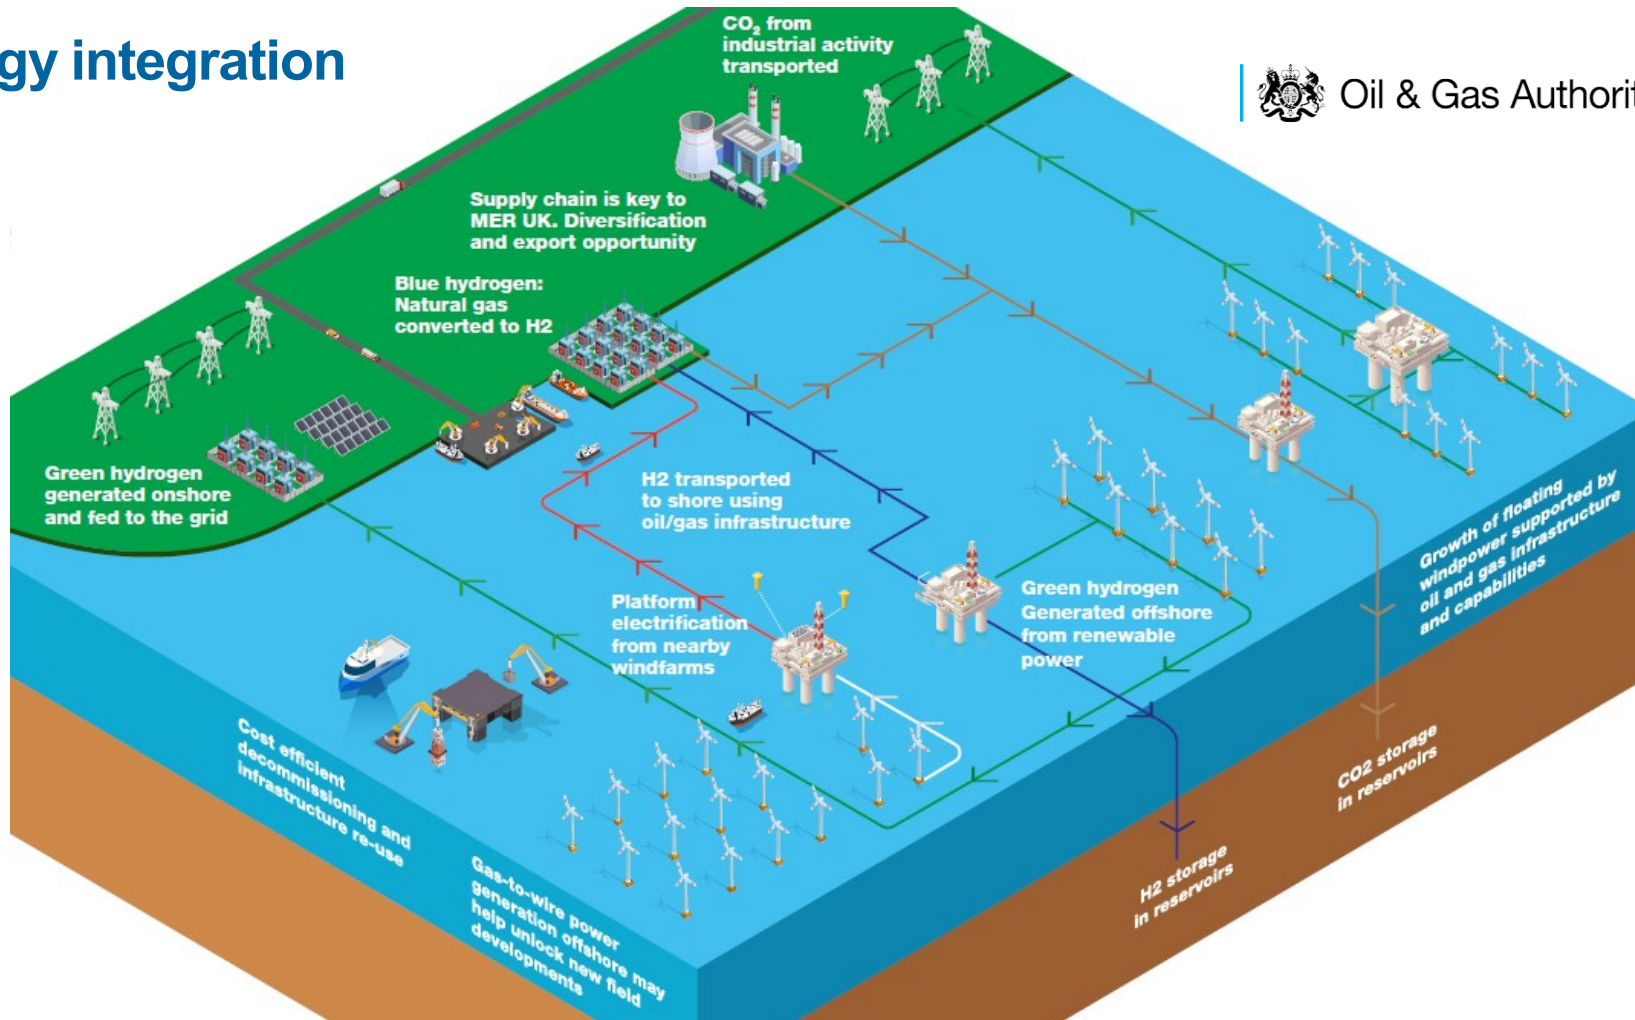 gy integration
Oil & Gas Authorit
CO₂ from
industrial activity
transported
Supply chain is key to
MER UK. Diversification
and export opportunity
Blue hydrogen:
Natural gas
converted to H2
Green hydrogen
generated onshore
and fed to the grid
H2 transported
to shore using
oil/gas infrastructure
Platform
electrification
from nearby
windfarms
Green hydrogen
Generated offshore
from renewable
power
Growth of floating
windpower supported by
oil and gas infrastructure
and capabilities
Cost efficient
decommissioning and
infrastructure re-use
Gas-to-wire power
generation offshore may
help unlock new field
developments
CO2 storage
in reservoirs
H2 storage
in reservoirs